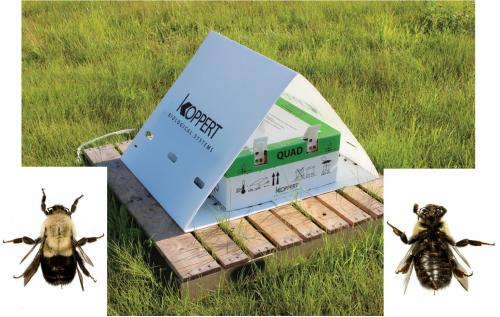 KOPPERT
BIOLOGICAL SYSTEMS
QUAD
KOPPERT